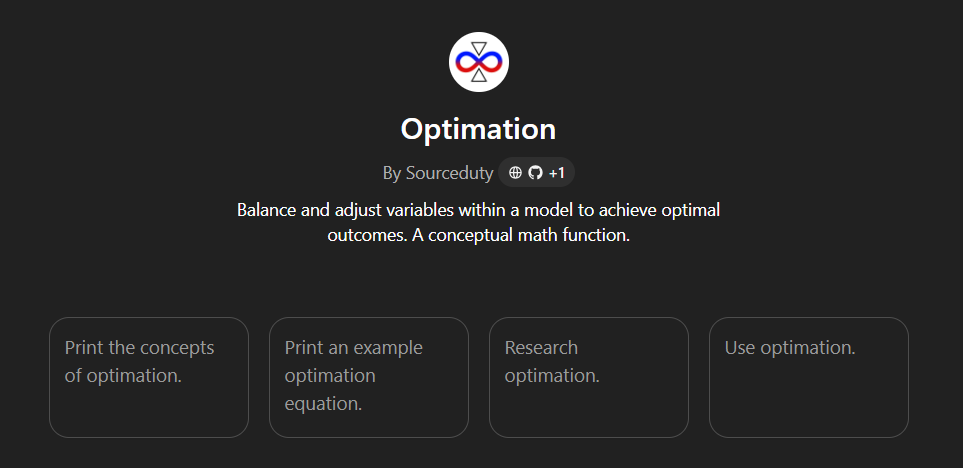 Optimation
By Sourceduty +1
Balance and adjust variables within a model to achieve optimal
outcomes. A conceptual math function.
Print the concepts
of optimation.
Print an example
optimation
equation.
Research
optimation.
Use optimation.